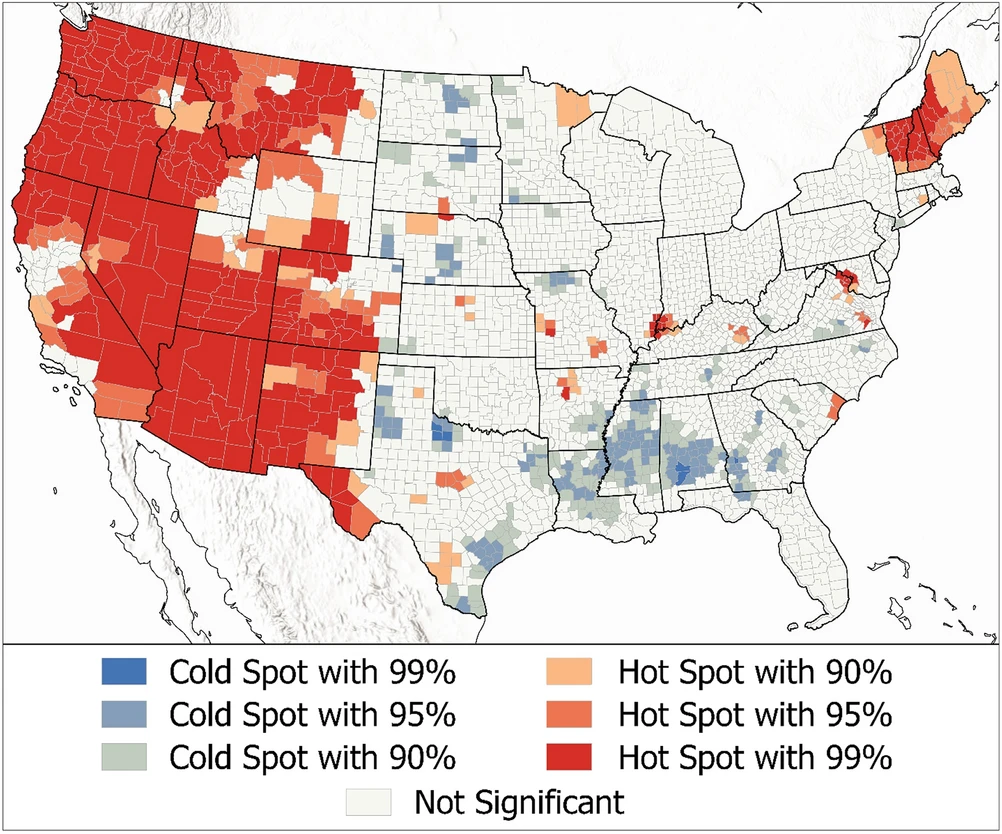 Cold Spot with 99%
Hot Spot with 90%
Cold Spot with 95%
Hot Spot with 95%
Cold Spot with 90%
Hot Spot with 99%
Not Significant